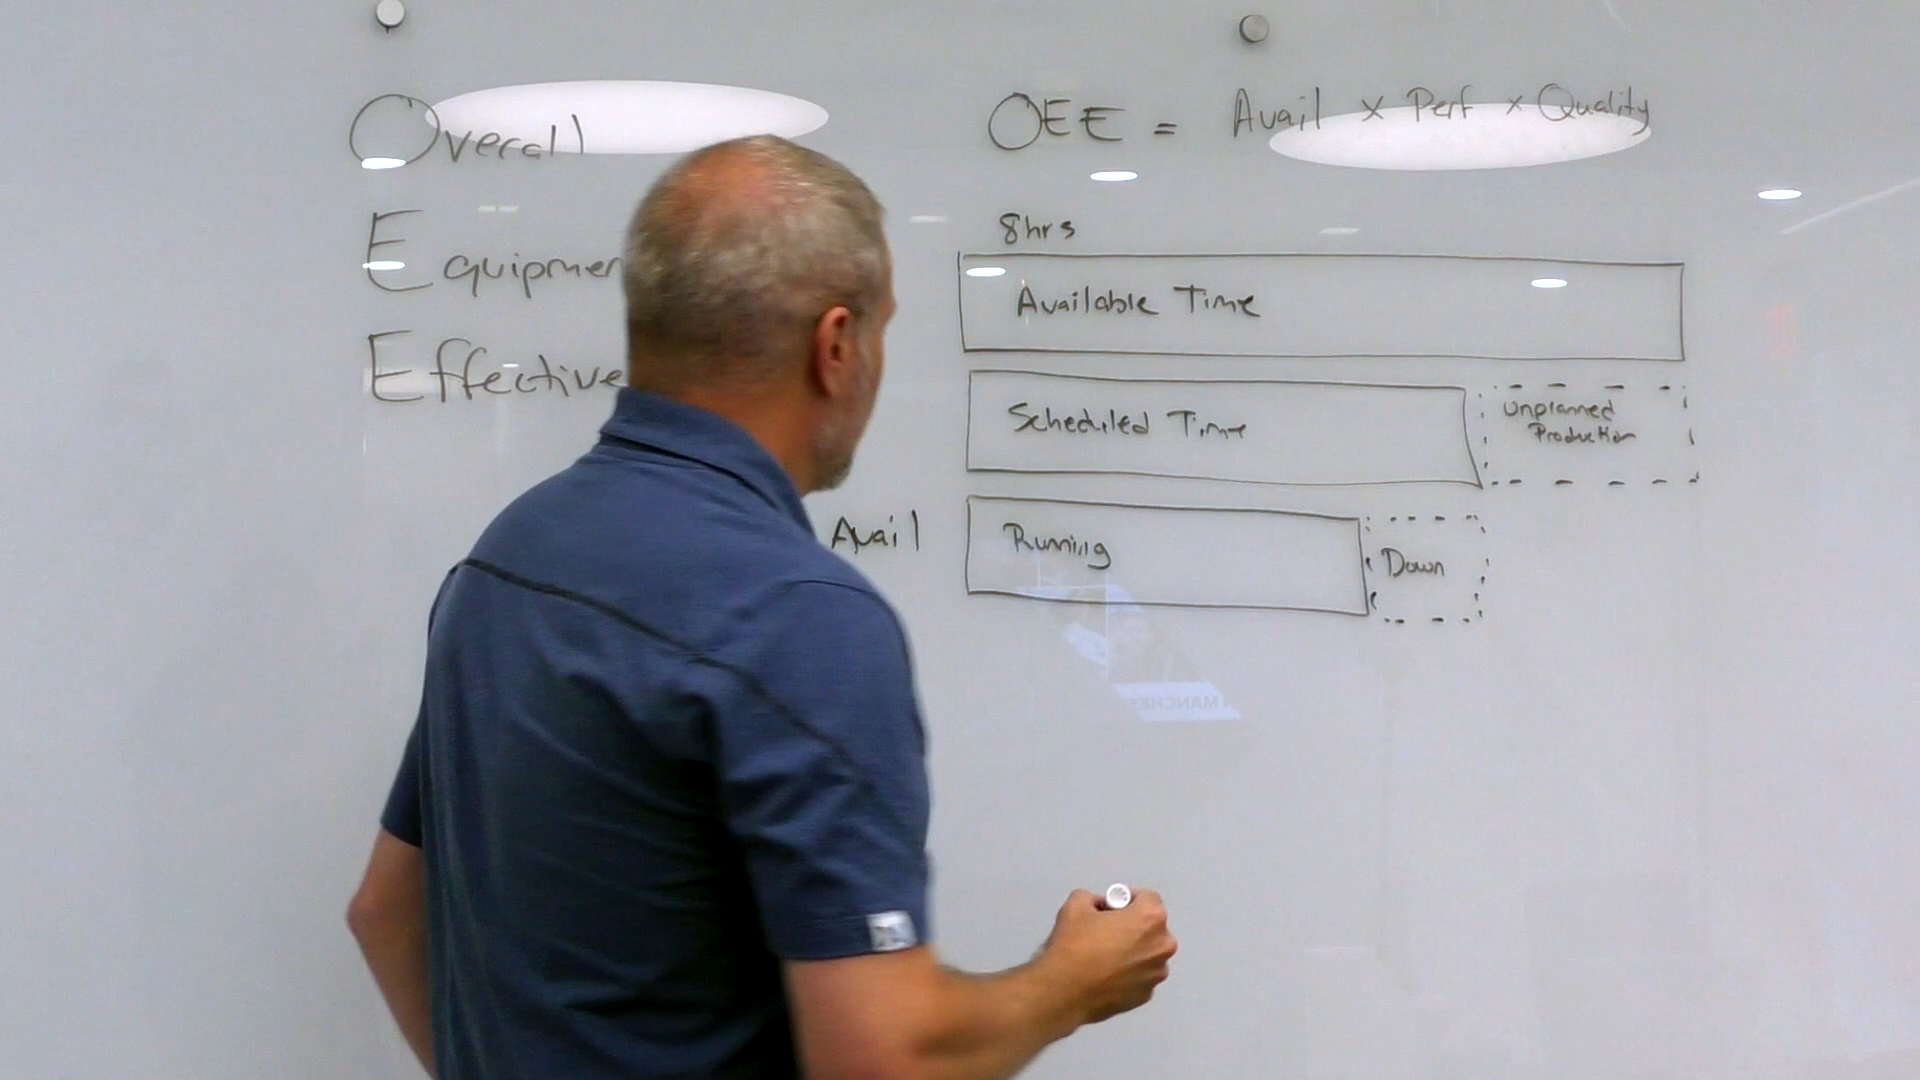 Overall
Equipmen
Effective
OEE = Avail x Perf x Quality
8hrs
Available Time
Scheduled Time
Unplanned
Production
Avail
Running
Down